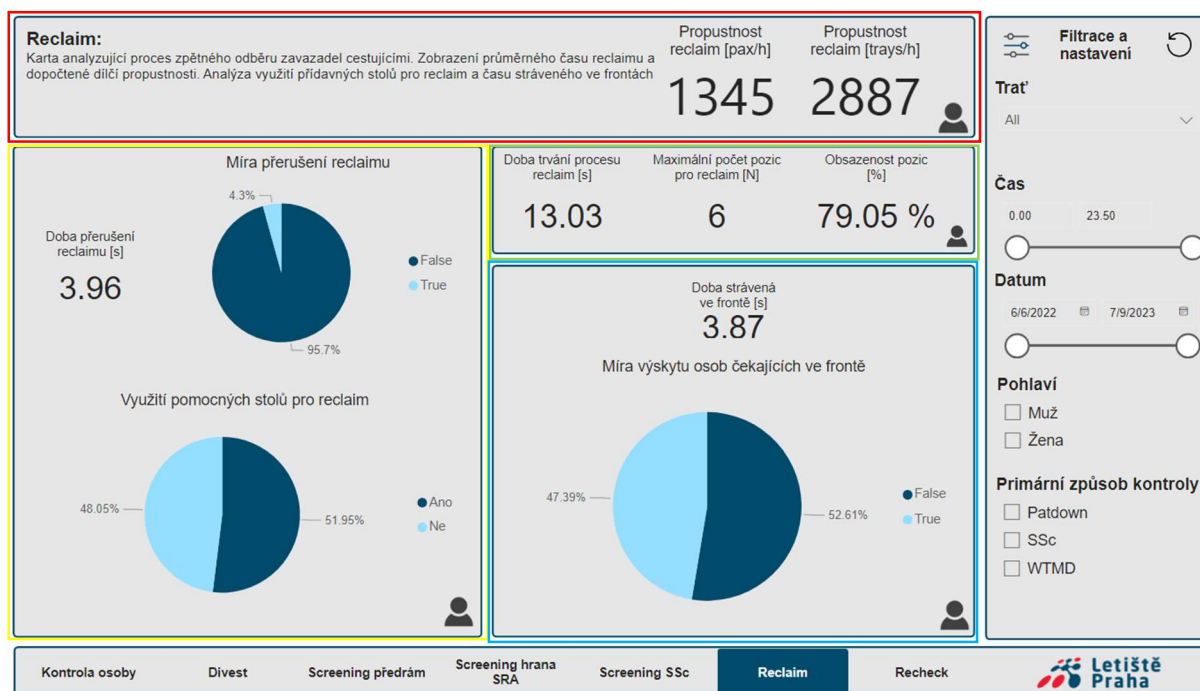 Reclaim:
Karta analyzující proces zpětného odběru zavazadel cestujícími. Zobrazení průměrného času reclaimu a
dopočtené dílčí propustnosti. Analýza využití přídavných stolů pro reclaim a času stráveného ve frontách
Propustnost
reclaim [pax/h]
1345
Propustnost
reclaim [trays/h]
2887
Míra přerušení reclaimu
4.3%
Doba přerušení
reclaimu [s]
3.96
False
True
95.7%
Využití pomocných stolů pro reclaim
48.05%
51.95%
Ano
Ne
Doba trvání procesu
reclaim [s]
13.03
Maximální počet pozic
pro reclaim [N]
6
Obsazenost pozic
[%]
79.05 %
Doba strávená
ve frontě [s]
3.87
Míra výskytu osob čekajících ve frontě
47.39%
52.61%
False
True
Filtrace a
nastavení
Trať
All
Čas
0.00 23.50
Datum
6/6/2022 7/9/2023
Pohlaví
Muž
Žena
Primární způsob kontroly
Patdown
SSc
WTMD
Kontrola osoby
Divest
Screening předrám
Screening hrana
SRA
Screening SSc
Reclaim
Recheck
Letiště
Praha